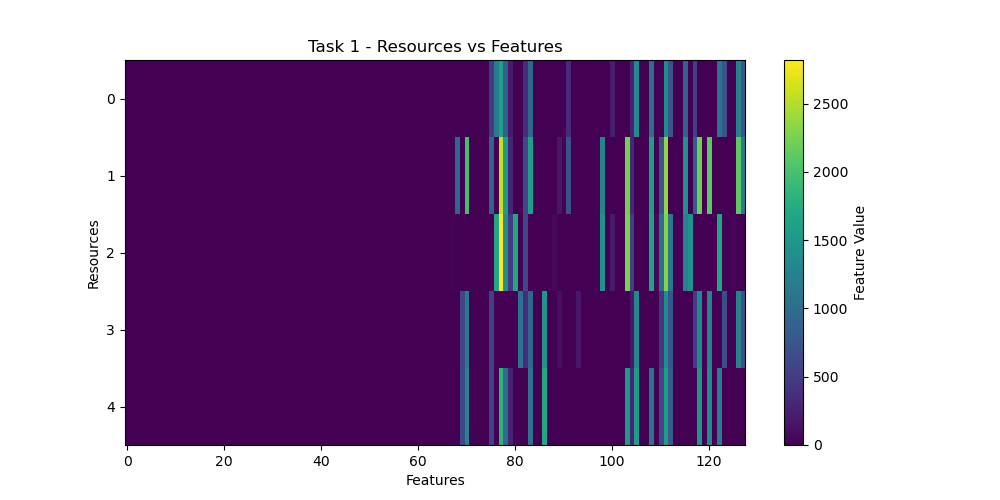 Task 1 - Resources vs Features
Resources
0
1
2
3
4
0 20 40 60 80 100 120
Features
2500
2000
1500
1000
500
0
Feature Value